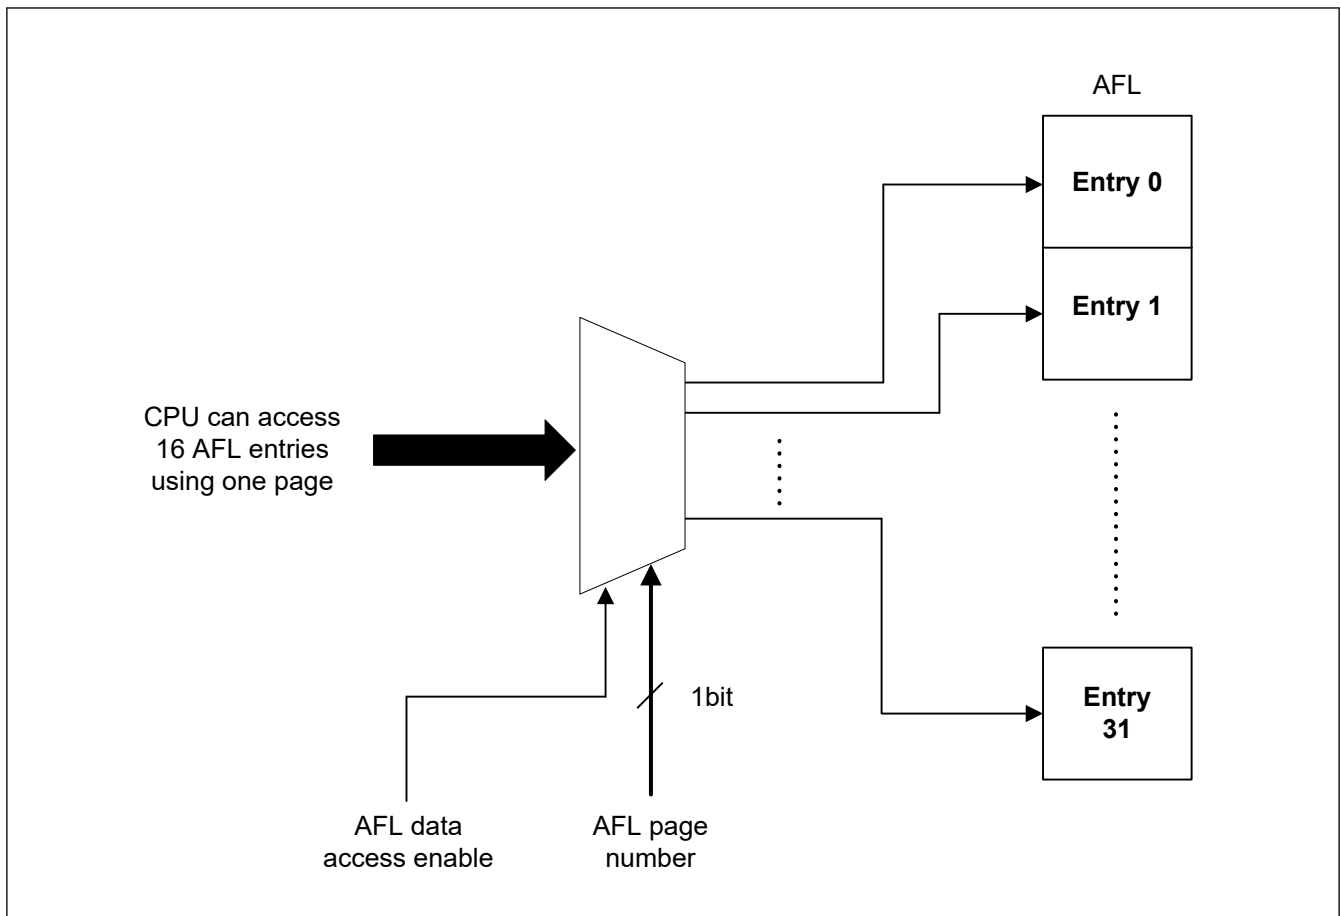 AFL
Entry 0
Entry 1
CPU can access
16 AFL entries
using one page
Entry
31
1bit
AFL data
access enable
AFL page
number